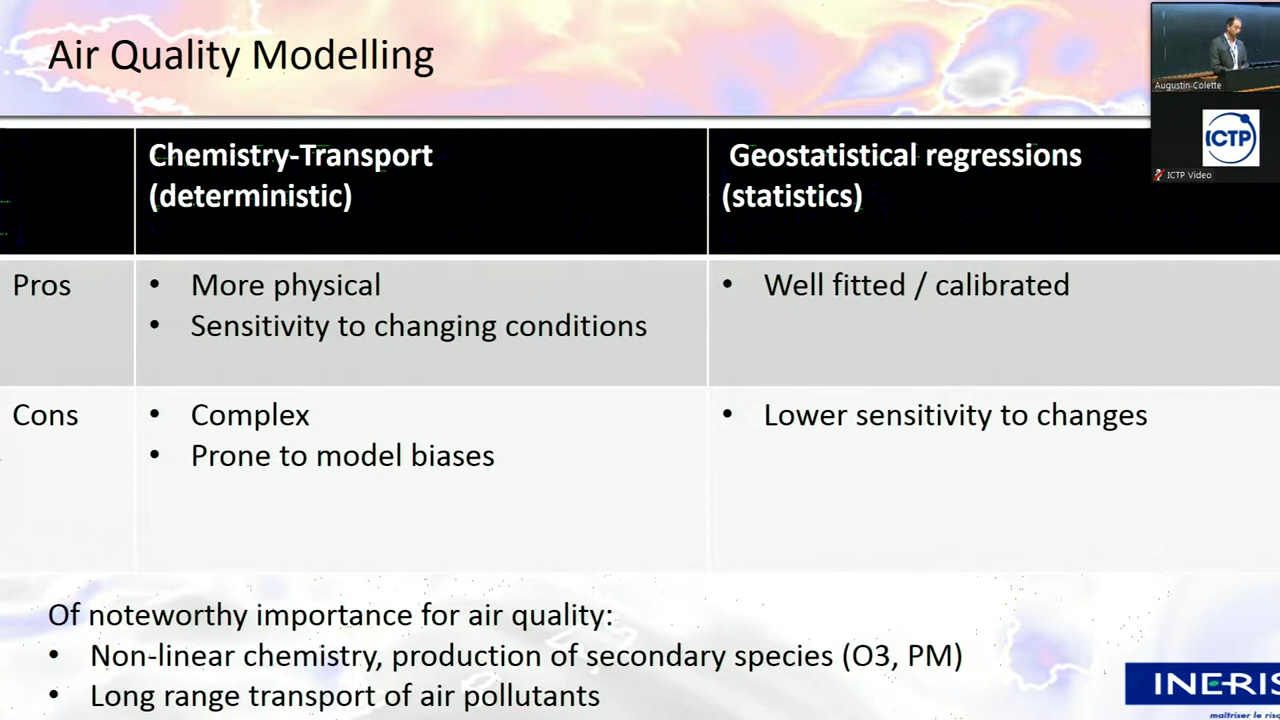 Air Quality Modelling
Augustin Colette
ICTP
ICTP Video
Chemistry-Transport
(deterministic)
Geostatistical regressions
(statistics)
Pros
• More physical
• Sensitivity to changing conditions
• Well fitted / calibrated
Cons
• Complex
• Prone to model biases
• Lower sensitivity to changes
Of noteworthy importance for air quality:
• Non-linear chemistry, production of secondary species (O3, PM)
• Long range transport of air pollutants
INERIS
maîtriser le